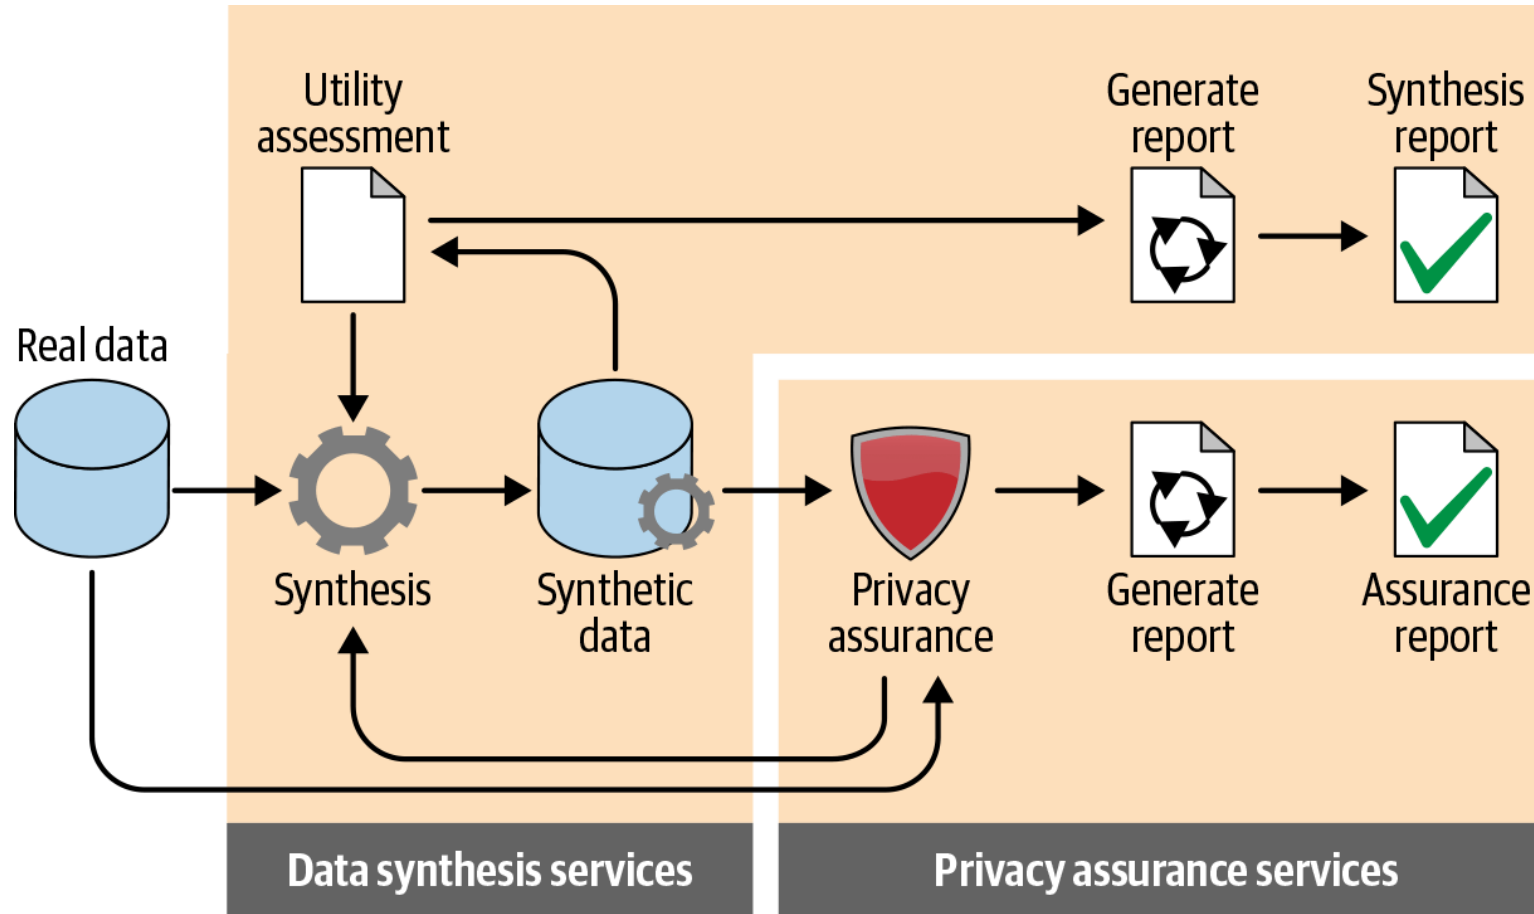 Utility
assessment
Generate
report
Synthesis
report
Real data
Synthesis
Synthetic
data
Privacy
assurance
Generate
report
Assurance
report
Data synthesis services
Privacy assurance services